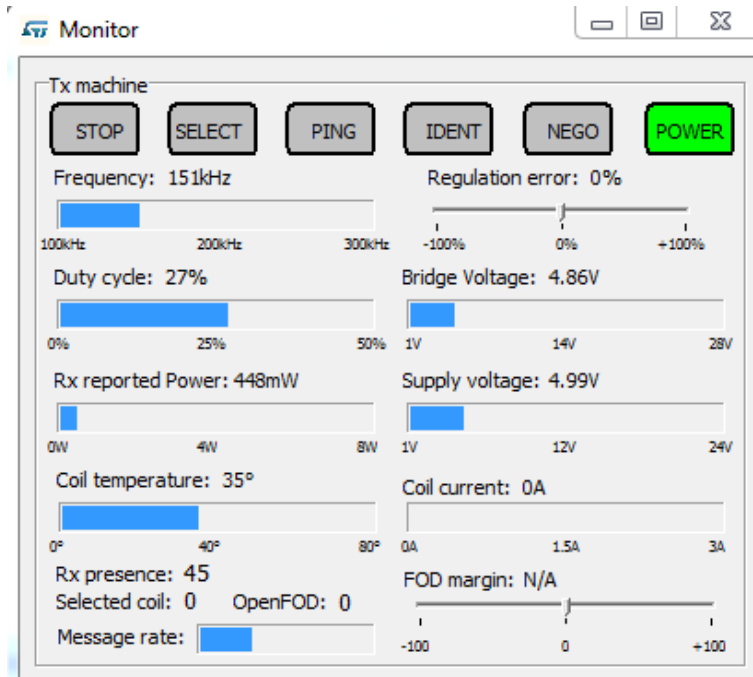 Monitor
Tx machine
STOP SELECT PING IDENT NEGO POWER
Frequency: 151kHz Regulation error: 0%
100kHz 200kHz 300kHz -100% 0% +100%
Duty cycle: 27% Bridge Voltage: 4.86V
0% 25% 50% 1V 14V 28V
Rx reported Power: 448mW Supply voltage: 4.99V
0W 4W 8W 1V 12V 24V
Coil temperature: 35° Coil current: 0A
0° 40° 80° 0A 1.5A 3A
Rx presence: 45 FOD margin: N/A
Selected coil: 0 OpenFOD: 0
Message rate: -100 0 +100